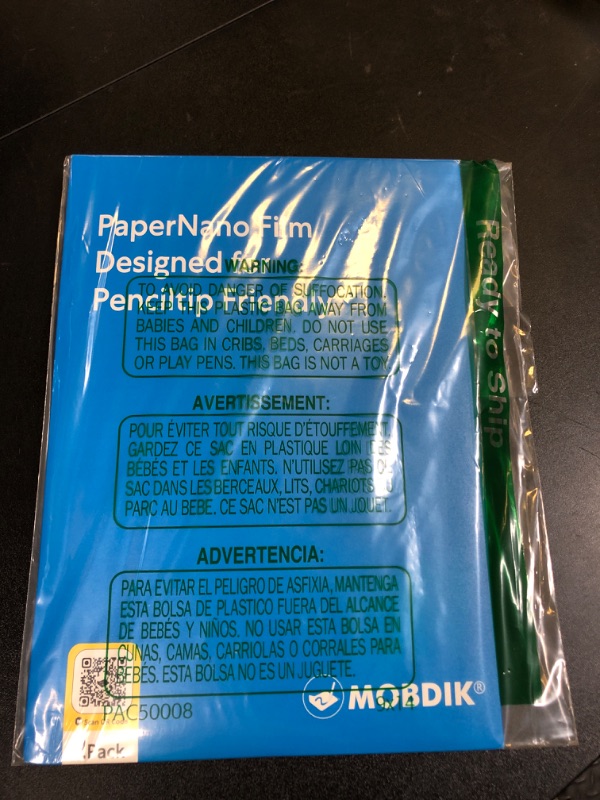 PaperNano Film,
Designed for
Penciltip Friendly
WARNING:
TO AVOID DANGER OF SUFFOCATION,
KEEP THIS PLASTIC BAG AWAY FROM
BABIES AND CHILDREN. DO NOT USE
THIS BAG IN CRIBS, BEDS, CARRIAGES
OR PLAY PENS. THIS BAG IS NOT A TOY.
AVERTISSEMENT:
POUR ÉVITER TOUT RISQUE D'ÉTOUFFEMENT,
GARDEZ CE SAC EN PLASTIQUE LOIN DES
BÉBÉS ET LES ENFANTS. N'UTILISEZ PAS DE
SAC DANS LES BERCEAUX, LITS, CHARIOTS OU
PARC AU BEBE. CE SAC N'EST PAS UN JOUET.
ADVERTENCIA:
PARA EVITAR EL PELIGRO DE ASFIXIA, MANTENGA
ESTA BOLSA DE PLASTICO FUERA DEL ALCANCE
DE BEBÉS Y NIÑOS. NO USAR ESTA BOLSA EN
CUNAS, CAMAS, CARRIOLAS O CORRALES PARA
BEBÉS. ESTA BOLSA NO ES UN JUGUETE.
PAC50008
MOBDIK®
Pack
Ready to Ship